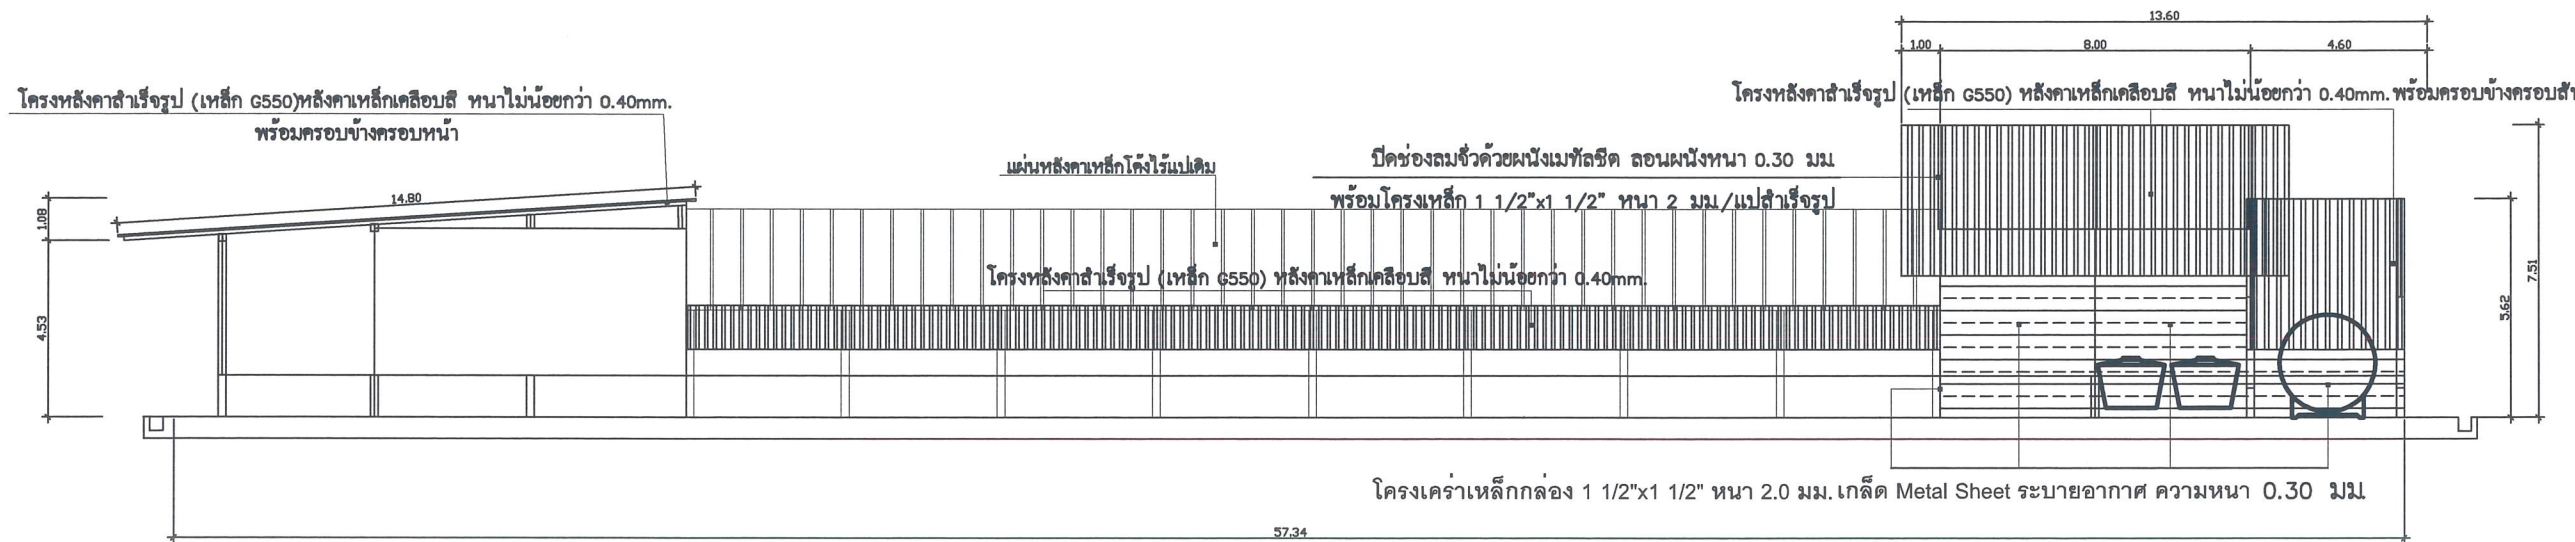 13.60
1.00 8.00 4.60
โครงหลังคาสำเร็จรูป (เหล็ก G550)หลังคาเหล็กเคลือบสี หนาไม่น้อยกว่า 0.40mm.
พร้อมครอบข้างครอบหน้า
โครงหลังคาสำเร็จรูป (เหล็ก G550) หลังคาเหล็กเคลือบสี หนาไม่น้อยกว่า 0.40mm. พร้อมครอบข้างครอบสัน
แผ่นหลังคาเหล็กโค้งไร้แปเดิม
ปิดช่องลมจั่วด้วยผนังเมทัลชีต ลอนผนังหนา 0.30 มม.
พร้อมโครงเหล็ก 1 1/2"x1 1/2" หนา 2 มม./แปสำเร็จรูป
14.80
1.08
4.53
โครงหลังคาสำเร็จรูป (เหล็ก G550) หลังคาเหล็กเคลือบสี หนาไม่น้อยกว่า 0.40mm.
5.62
7.51
โครงเคร่าเหล็กกล่อง 1 1/2"x1 1/2" หนา 2.0 มม. เกล็ด Metal Sheet ระบายอากาศ ความหนา 0.30 มม.
57.34